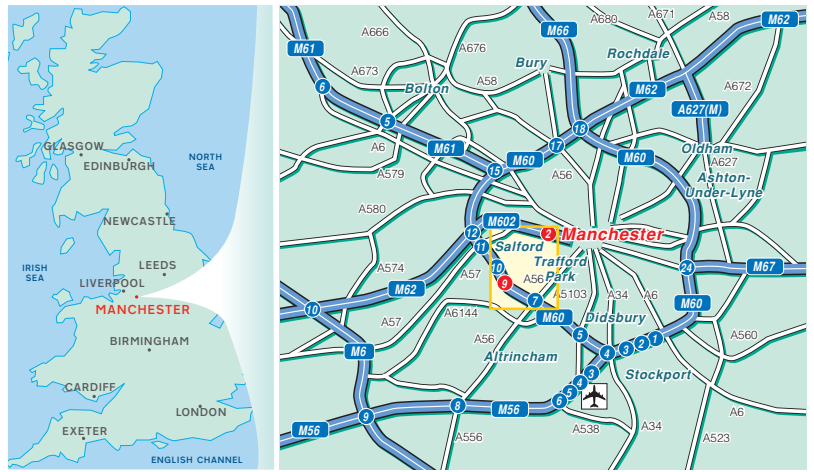 GLASGOW
EDINBURGH
NORTH
SEA
NEWCASTLE
IRISH
SEA
LEEDS
LIVERPOOL
MANCHESTER
BIRMINGHAM
CARDIFF
LONDON
EXETER
ENGLISH CHANNEL
A666
A680
A671
A58
M62
M66
M61
A676
Rochdale
Bury
A673
A58
6
Bolton
M62
A672
A627(M)
5
18
A6
M61
17
Oldham
M60
M60
A627
15
A579
A56
Ashton-
Under-Lyne
A580
M602
12
2
Manchester
11
Salford
A574
10
A57
Trafford
Park
24
M67
9
A56
M62
7
A5103
A34
A6
M60
10
A6144
M60
Didsbury
A57
A56
5
A560
M6
Altrincham
4
3
2
1
3
Stockport
4
5
6
8
M56
9
A6
M56
A556
A538
A34
A523